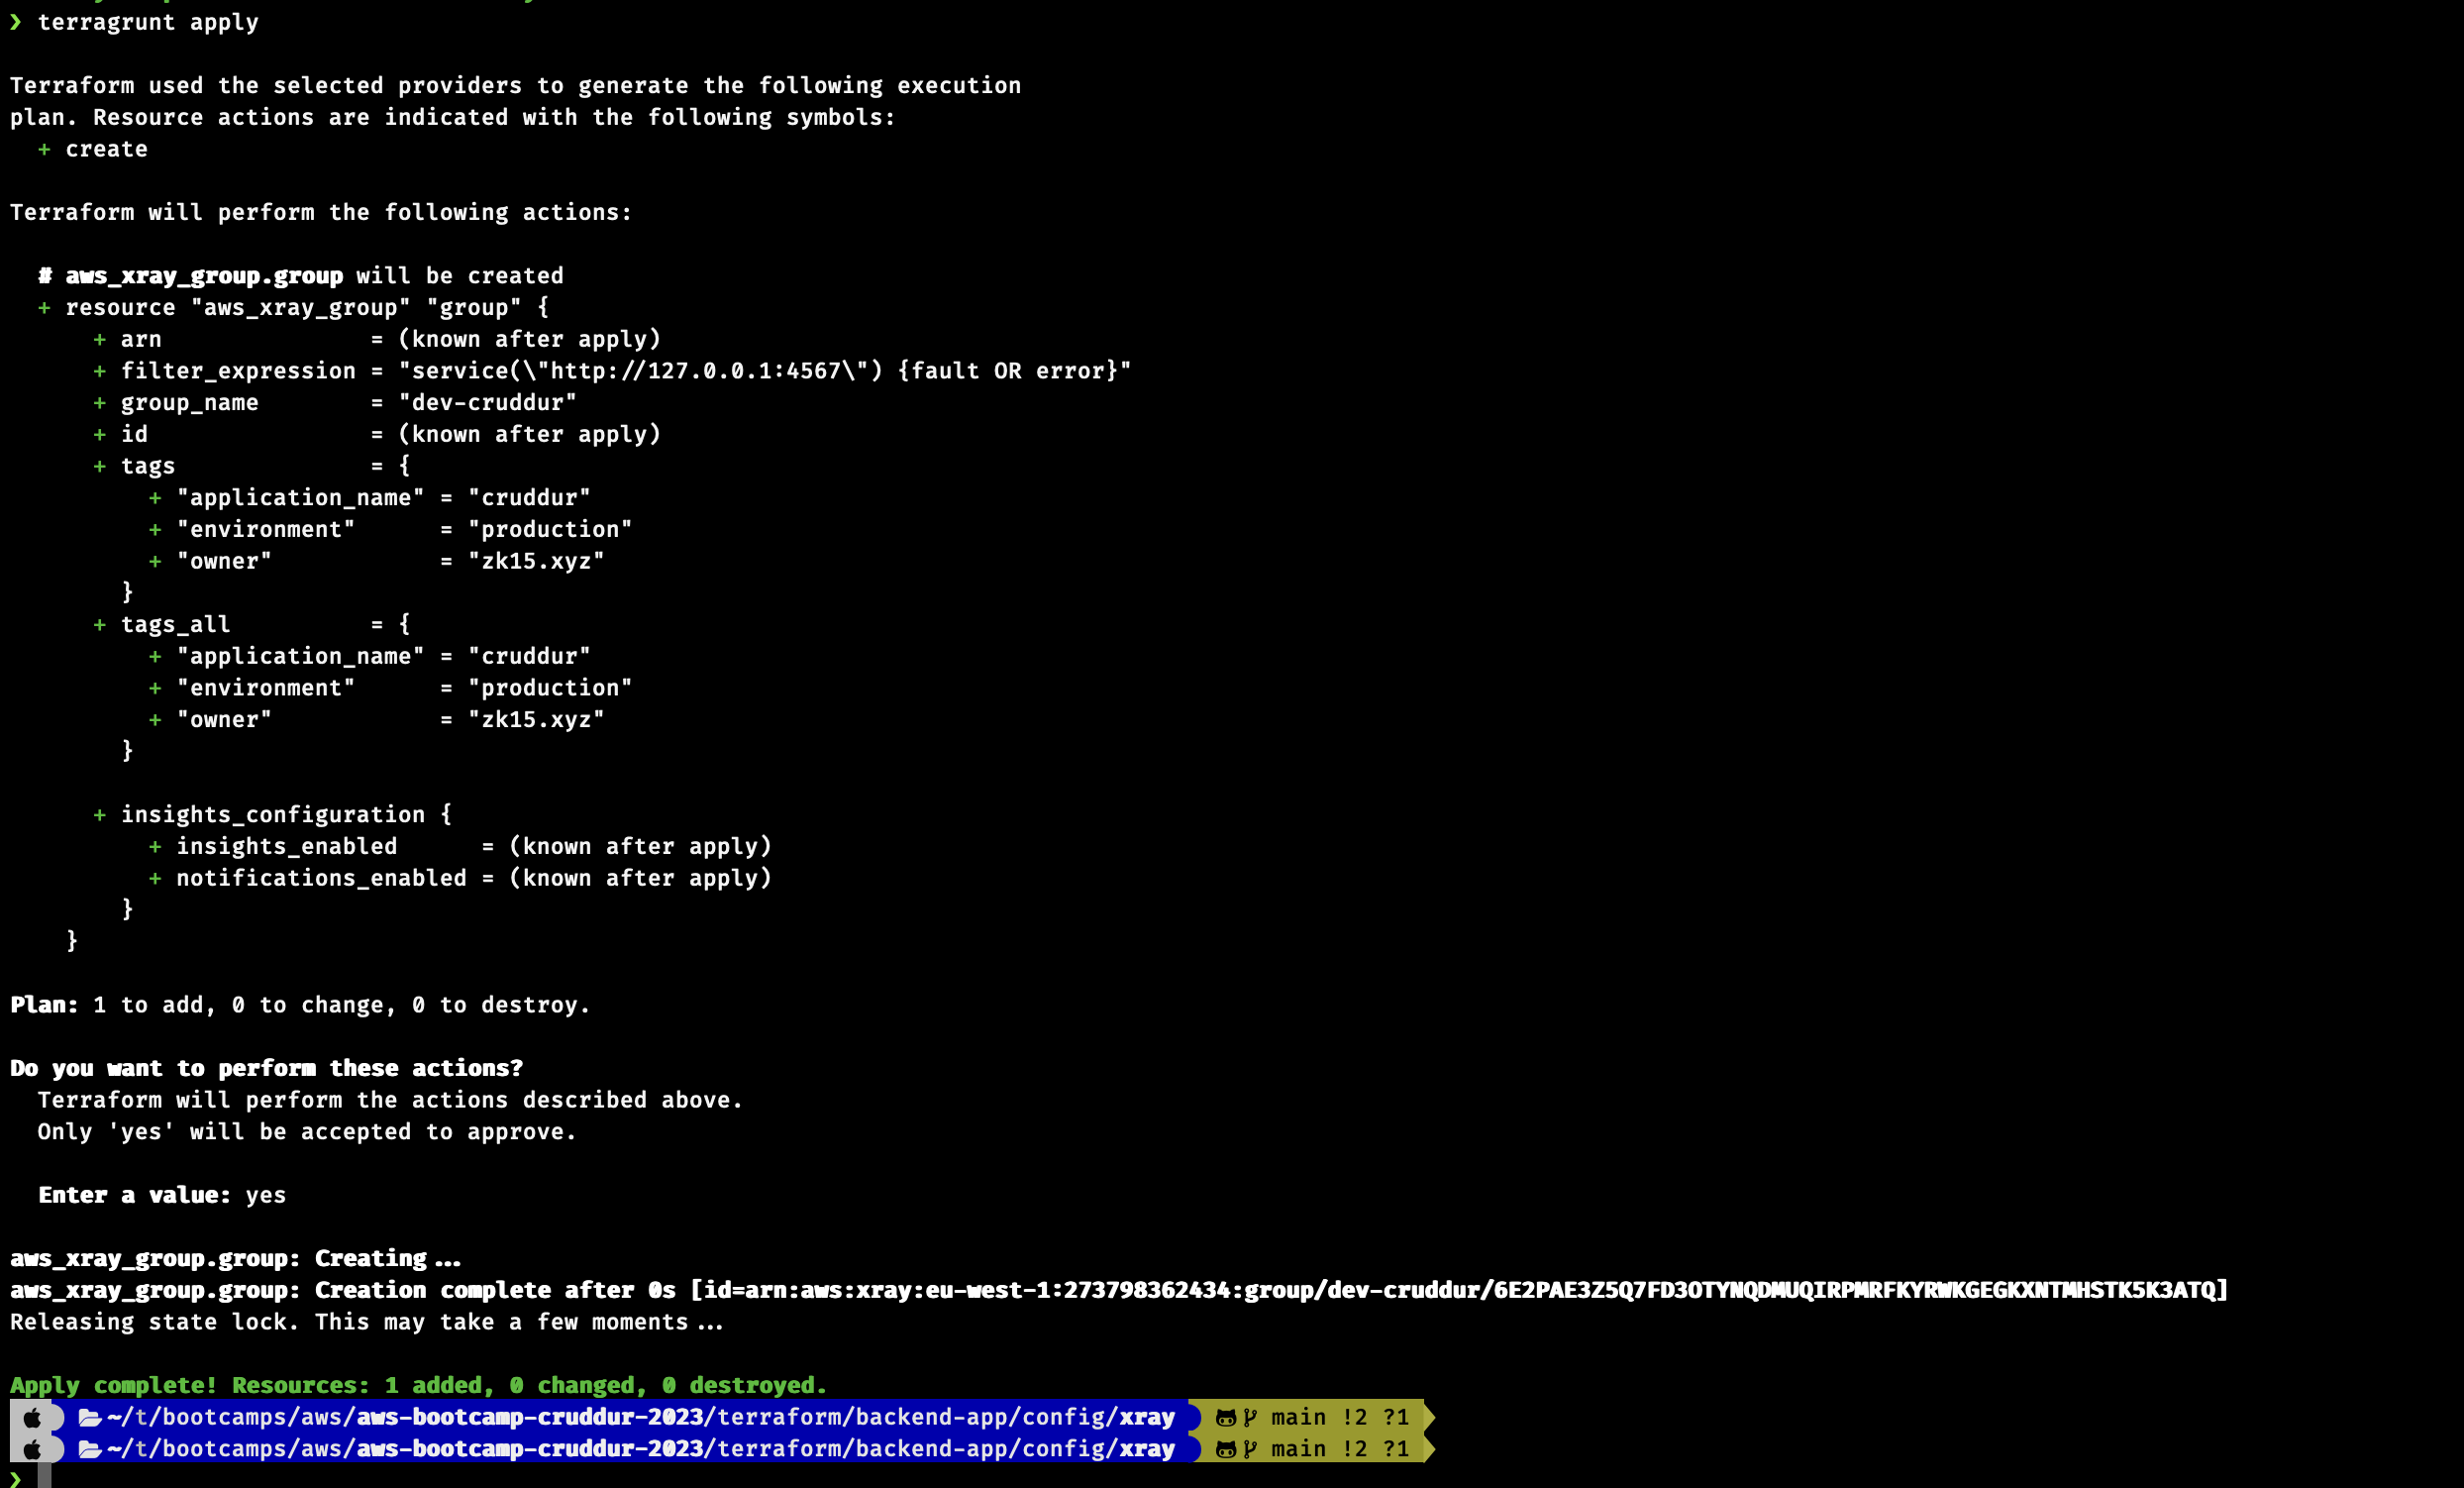 ❯ terragrunt apply
Terraform used the selected providers to generate the following execution
plan. Resource actions are indicated with the following symbols:
  + create
Terraform will perform the following actions:
  # aws_xray_group.group will be created
  + resource "aws_xray_group" "group" {
      + arn               = (known after apply)
      + filter_expression = "service(\"http://127.0.0.1:4567\") {fault OR error}"
      + group_name        = "dev-cruddur"
      + id                = (known after apply)
      + tags              = {
          + "application_name" = "cruddur"
          + "environment"      = "production"
          + "owner"            = "zk15.xyz"
        }
      + tags_all          = {
          + "application_name" = "cruddur"
          + "environment"      = "production"
          + "owner"            = "zk15.xyz"
        }
      + insights_configuration {
          + insights_enabled      = (known after apply)
          + notifications_enabled = (known after apply)
        }
    }
Plan: 1 to add, 0 to change, 0 to destroy.
Do you want to perform these actions?
  Terraform will perform the actions described above.
  Only 'yes' will be accepted to approve.
  Enter a value: yes
aws_xray_group.group: Creating...
aws_xray_group.group: Creation complete after 0s [id=arn:aws:xray:eu-west-1:273798362434:group/dev-cruddur/6E2PAE3Z5Q7FD3OTYNQDMUQIRPMRFKYRWKGEGKXNTMHSTK5K3ATQ]
Releasing state lock. This may take a few moments...
Apply complete! Resources: 1 added, 0 changed, 0 destroyed.
~/t/bootcamps/aws/aws-bootcamp-cruddur-2023/terraform/backend-app/config/xray main !2 ?1
~/t/bootcamps/aws/aws-bootcamp-cruddur-2023/terraform/backend-app/config/xray main !2 ?1
❯